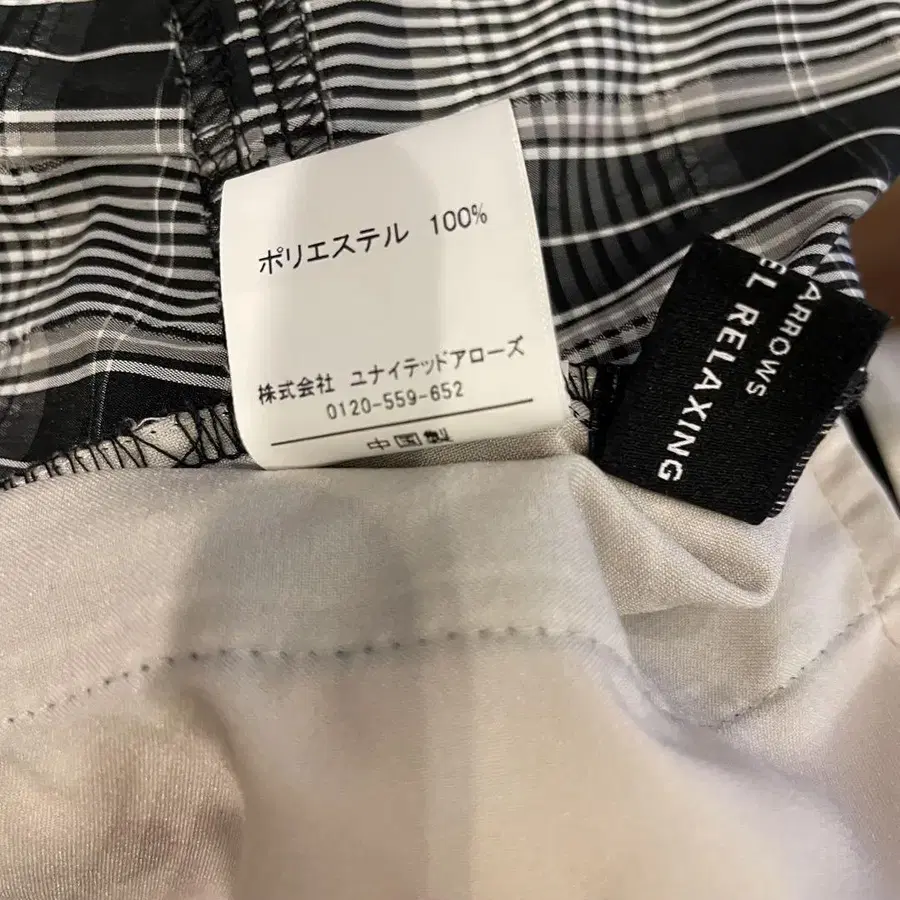 ポリエステル 100%
株式会社 ユナイテッドアローズ
0120-559-652
中国製
ARROWS
EL RELAXING